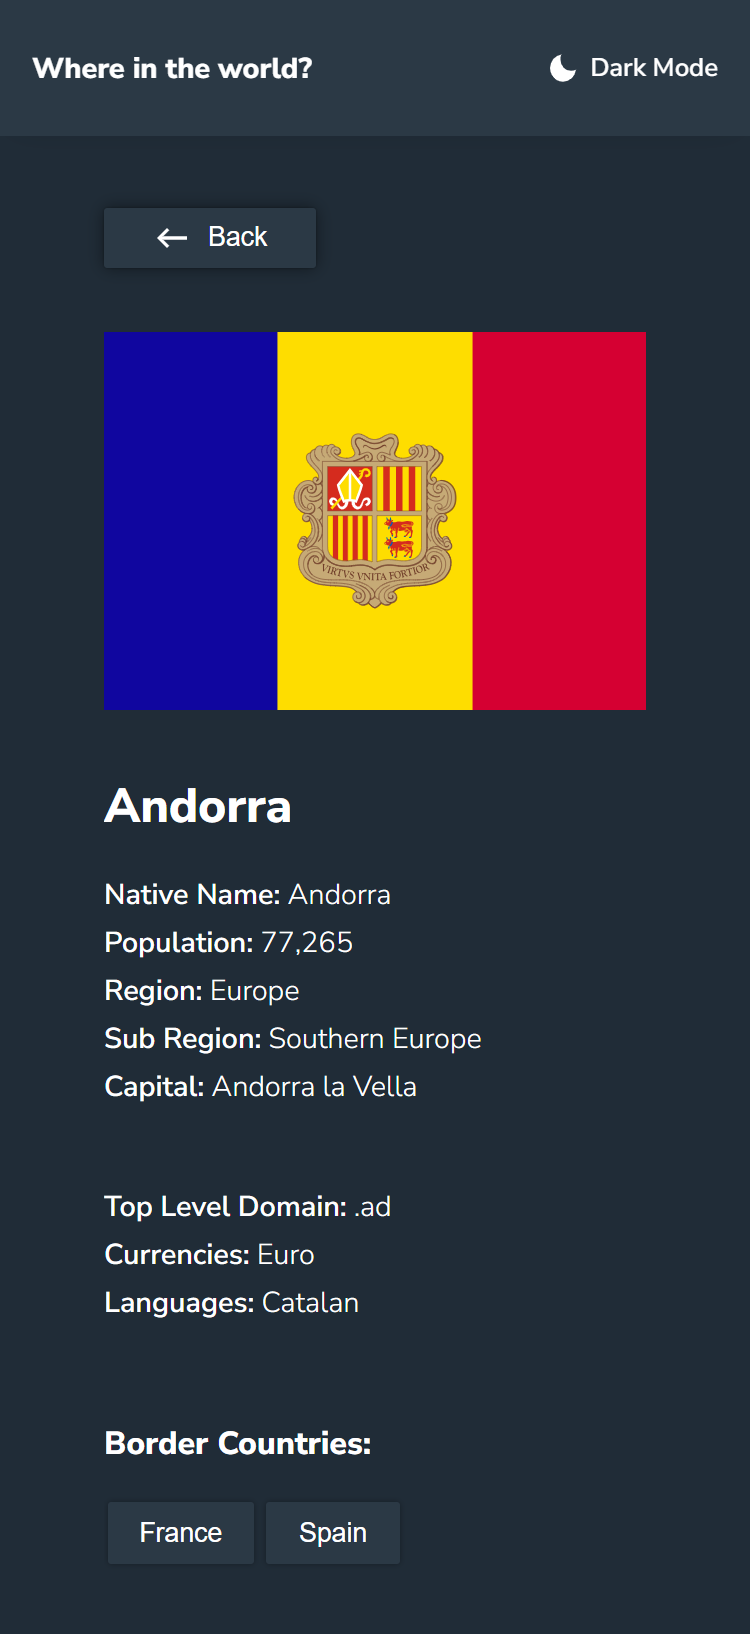 Where in the world?
Dark Mode
Back
VIRTVS VNITA FORTIOR
Andorra
Native Name: Andorra
Population: 77,265
Region: Europe
Sub Region: Southern Europe
Capital: Andorra la Vella
Top Level Domain: .ad
Currencies: Euro
Languages: Catalan
Border Countries:
France
Spain